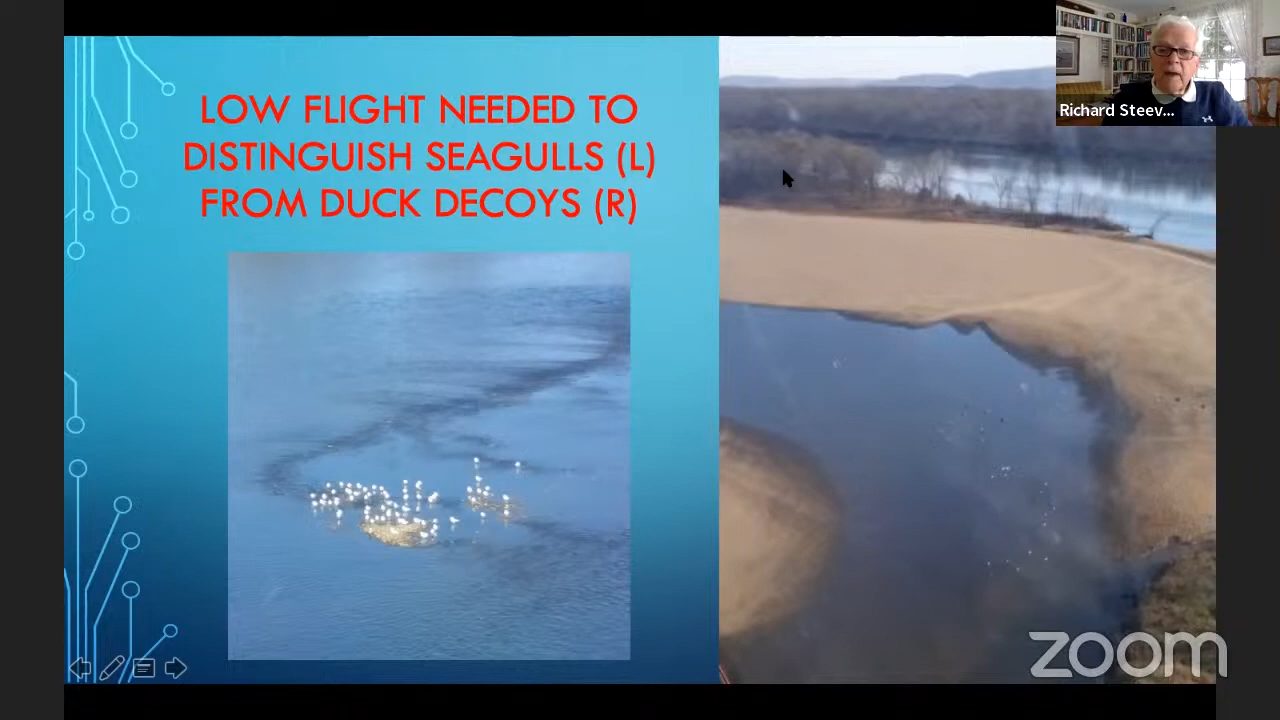 LOW FLIGHT NEEDED TO
DISTINGUISH SEAGULLS (L)
FROM DUCK DECOYS (R)
Richard Steev...
zoom